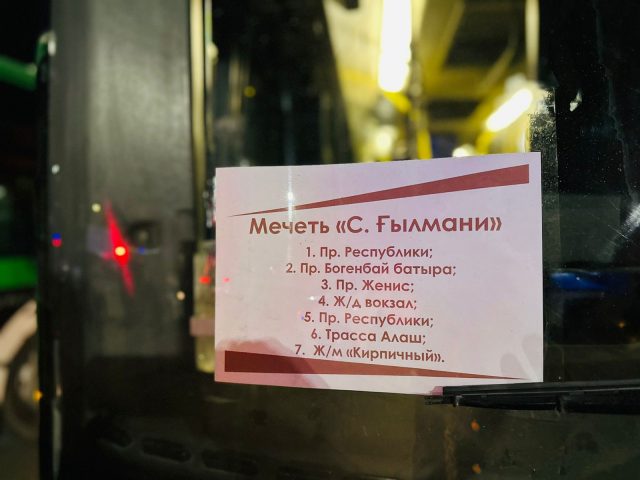 Мечеть «С. Ғылмани»
1. Пр. Республики;
2. Пр. Богенбай батыра;
3. Пр. Женис;
4. Ж/д вокзал;
5. Пр. Республики;
6. Трасса Алаш;
7. Ж/м «Кирпичный».